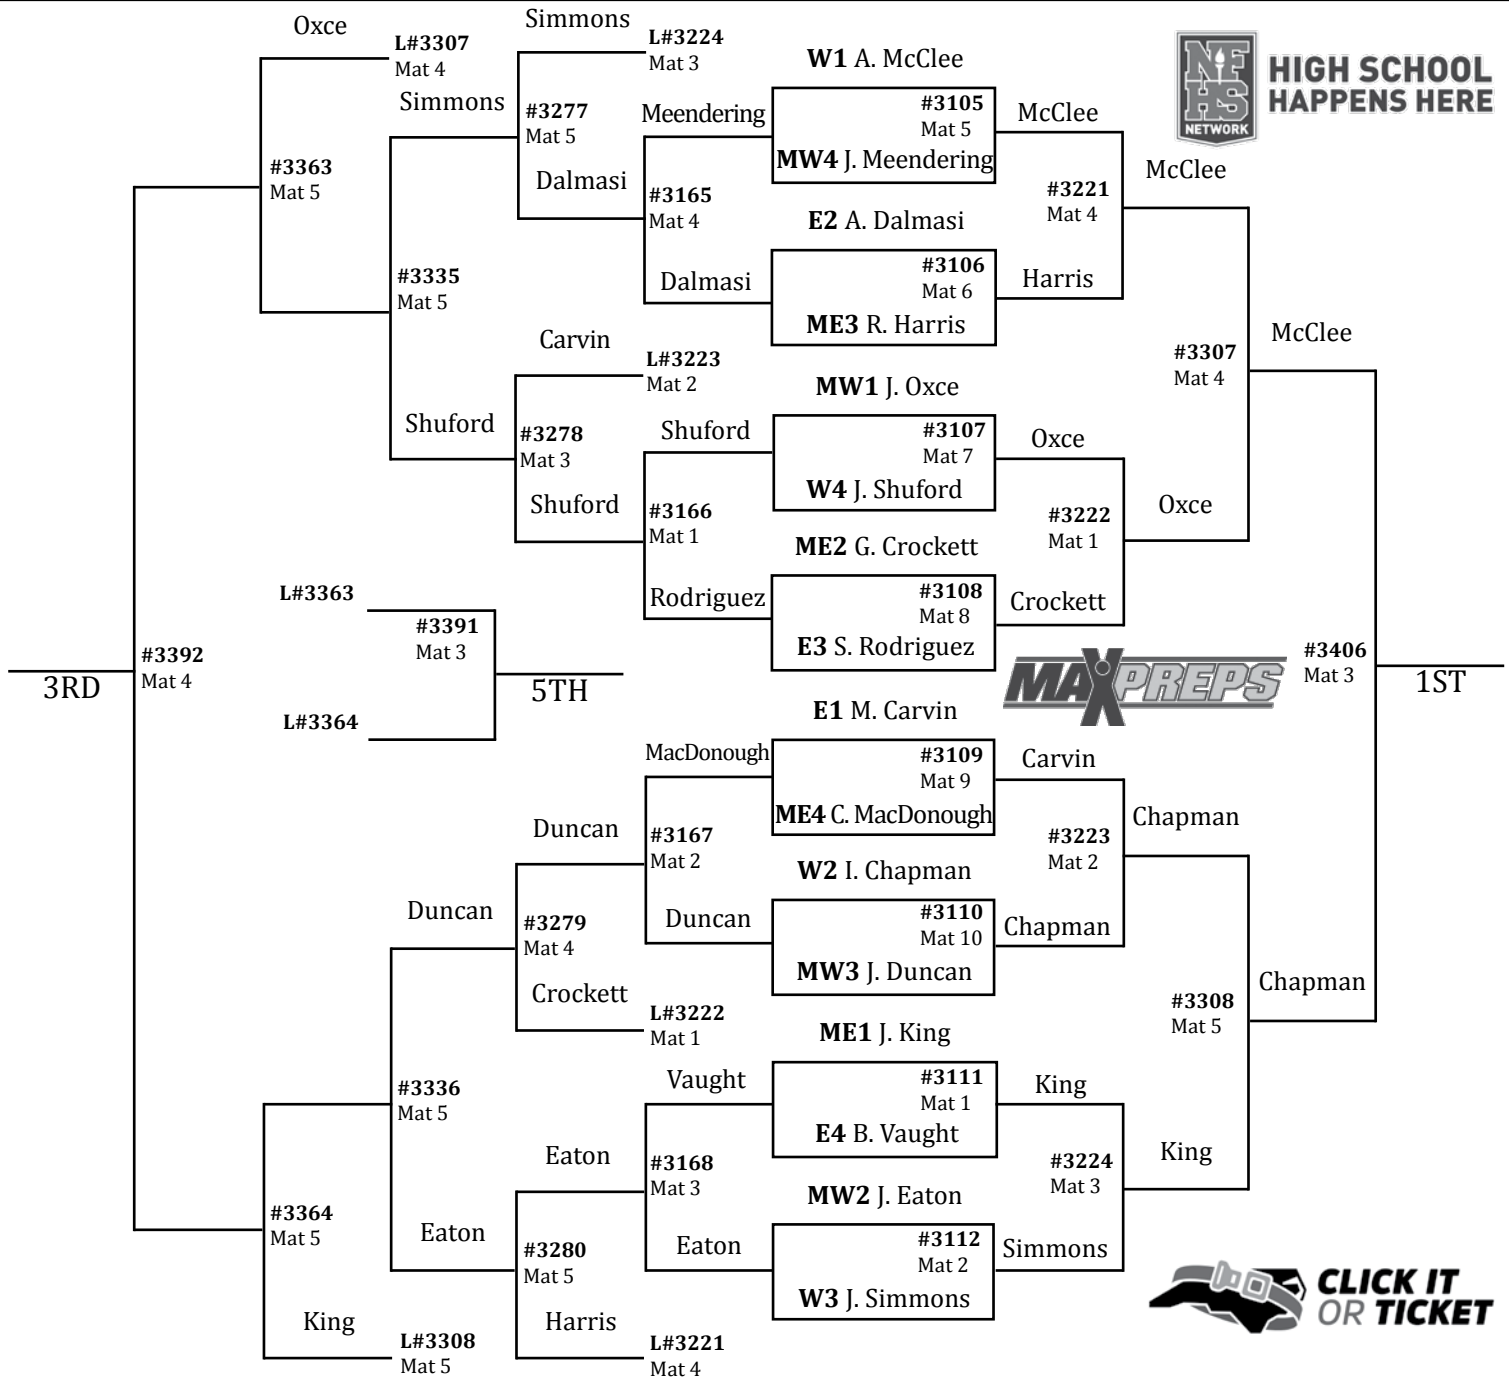 Oxce
L#3307
Mat 4
Simmons
L#3224
Mat 3
W1 A. McClee
NFHS
NETWORK
HIGH SCHOOL
HAPPENS HERE
Simmons
#3277
Mat 5
Meendering
#3105
Mat 5
McClee
MW4 J. Meendering
McClee
#3363
Mat 5
Dalmasi
#3165
Mat 4
#3221
Mat 4
E2 A. Dalmasi
#3335
Mat 5
Dalmasi
#3106
Mat 6
Harris
ME3 R. Harris
Carvin
L#3223
Mat 2
McClee
#3307
Mat 4
MW1 J. Oxce
Shuford
#3278
Mat 3
Shuford
#3107
Mat 7
Oxce
W4 J. Shuford
Shuford
#3166
Mat 1
#3222
Mat 1
Oxce
ME2 G. Crockett
L#3363
Rodriguez
#3108
Mat 8
Crockett
#3391
Mat 3
E3 S. Rodriguez
#3392
Mat 4
3RD
5TH
MAXPREPS
#3406
Mat 3
1ST
L#3364
E1 M. Carvin
MacDonough
#3109
Mat 9
Carvin
ME4 C. MacDonough
Duncan
#3167
Mat 2
#3223
Mat 2
Chapman
W2 I. Chapman
Duncan
#3279
Mat 4
Duncan
#3110
Mat 10
Chapman
MW3 J. Duncan
Crockett
L#3222
Mat 1
Chapman
#3308
Mat 5
ME1 J. King
#3336
Mat 5
Vaught
#3111
Mat 1
King
E4 B. Vaught
Eaton
#3168
Mat 3
#3224
Mat 3
King
MW2 J. Eaton
#3364
Mat 5
Eaton
#3280
Mat 5
Eaton
#3112
Mat 2
Simmons
W3 J. Simmons
King
L#3308
Mat 5
Harris
L#3221
Mat 4
CLICK IT
OR TICKET